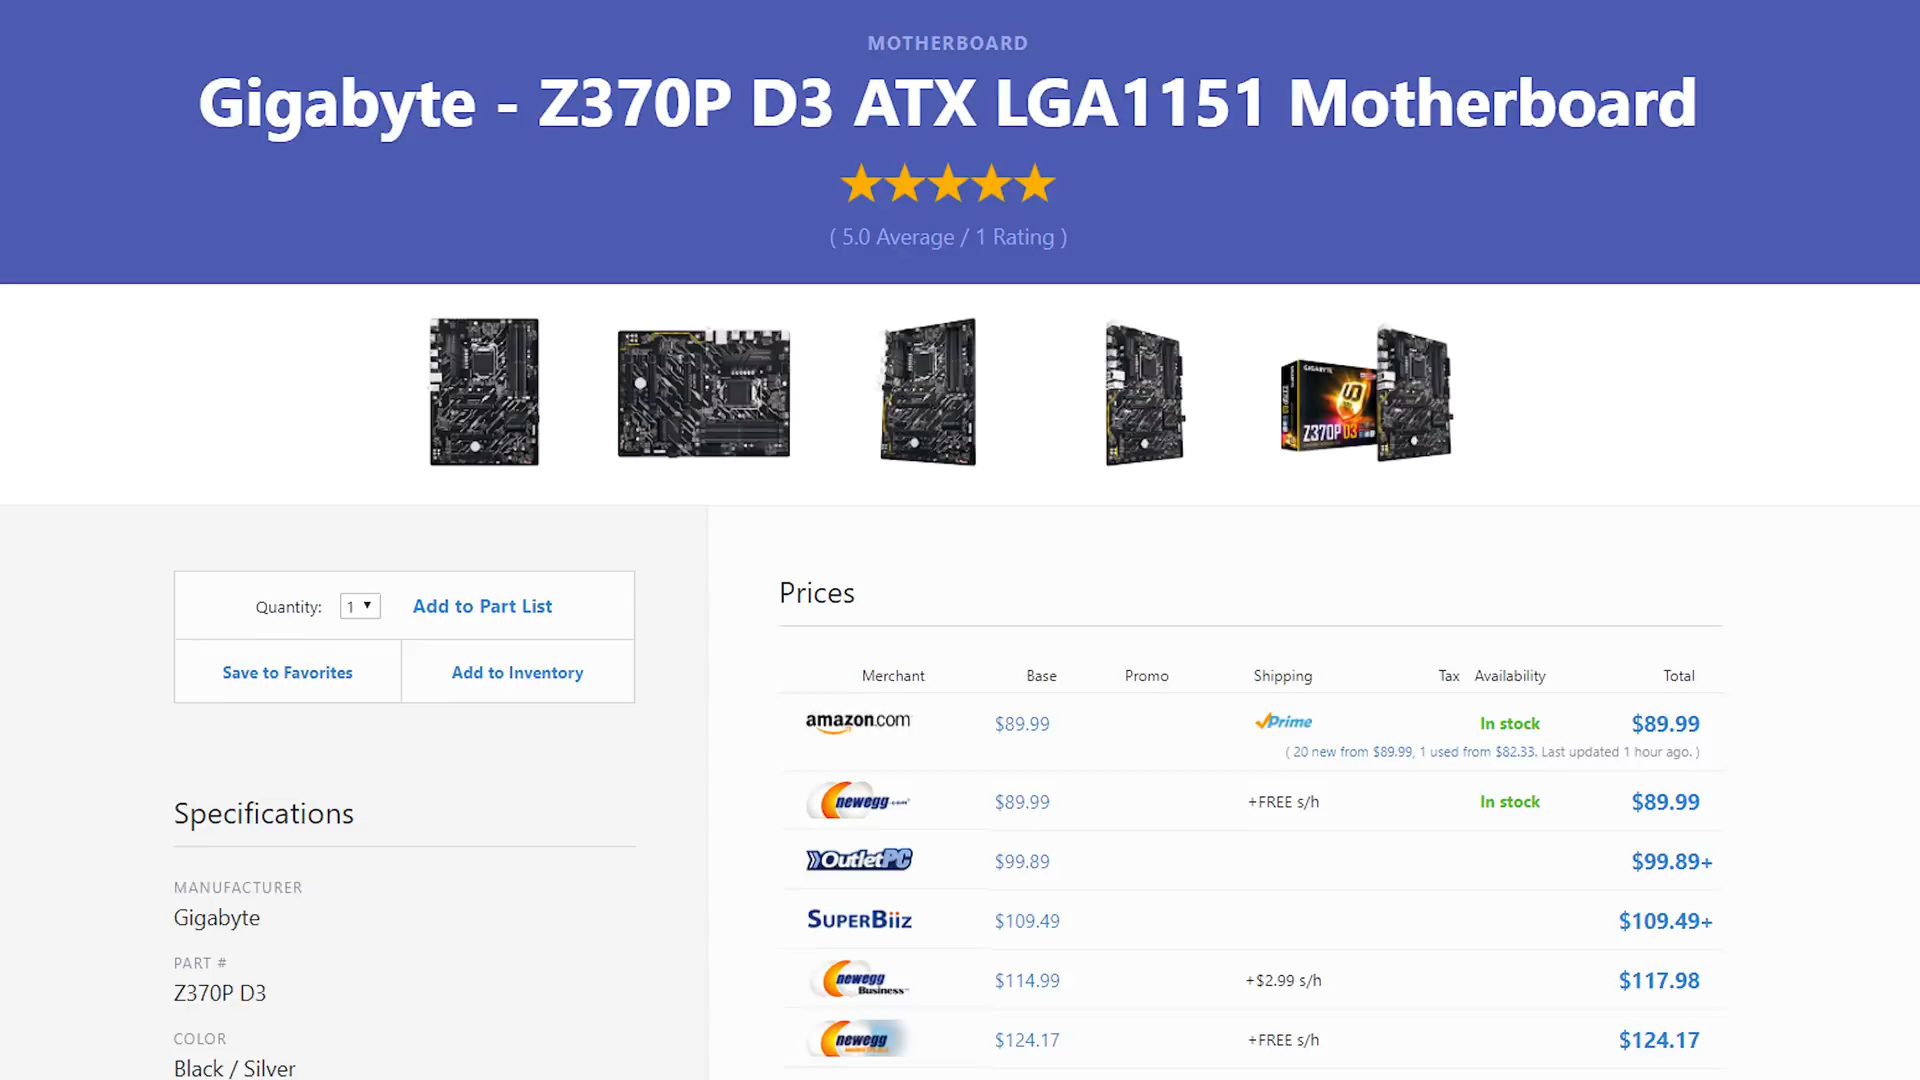 MOTHERBOARD
Gigabyte - Z370P D3 ATX LGA1151 Motherboard
( 5.0 Average / 1 Rating )
GIGABYTE
Z370P D3
Quantity: 1 Add to Part List
Save to Favorites Add to Inventory
Specifications
MANUFACTURER
Gigabyte
PART #
Z370P D3
COLOR
Black / Silver
Prices
Merchant Base Promo Shipping Tax Availability Total
amazon.com $89.99 Prime In stock $89.99
( 20 new from $89.99, 1 used from $82.33. Last updated 1 hour ago. )
newegg.com $89.99 +FREE s/h In stock $89.99
OutletPC $99.89 $99.89+
SUPERBiiz $109.49 $109.49+
newegg Business $114.99 +$2.99 s/h $117.98
newegg $124.17 +FREE s/h $124.17